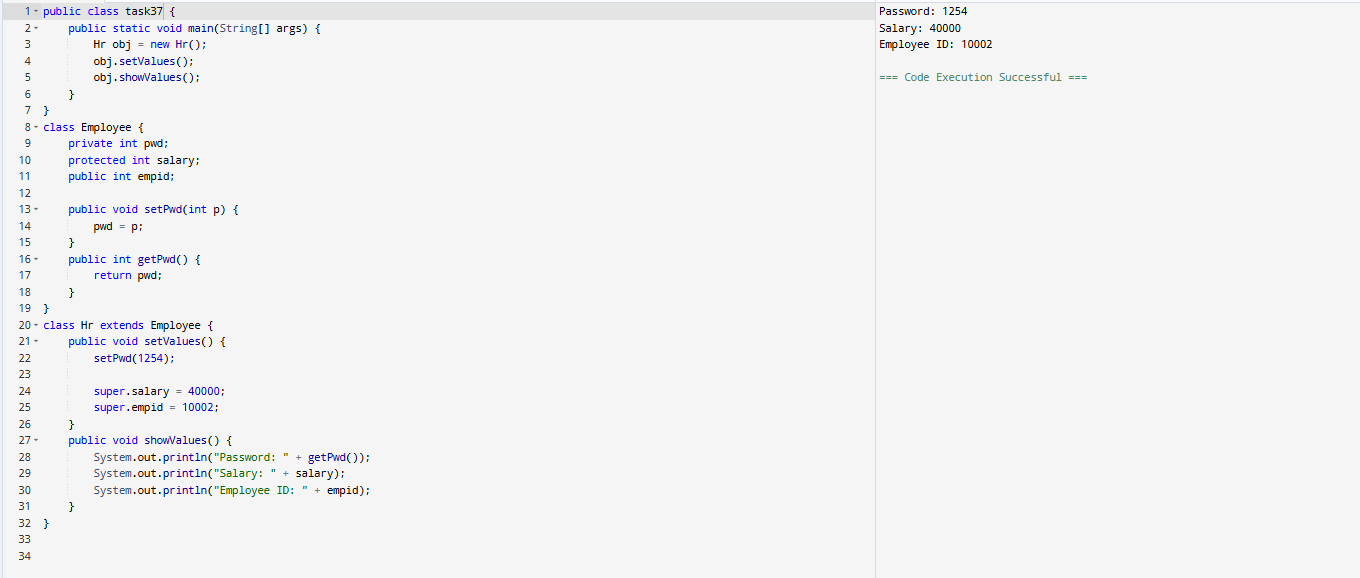 1 public class task37 {
2 public static void main(String[] args) {
3 Hr obj = new Hr();
4 obj.setValues();
5 obj.showValues();
6 }
7 }
8 class Employee {
9 private int pwd;
10 protected int salary;
11 public int empid;
12
13 public void setPwd(int p) {
14 pwd = p;
15 }
16 public int getPwd() {
17 return pwd;
18 }
19 }
20 class Hr extends Employee {
21 public void setValues() {
22 setPwd(1254);
23
24 super.salary = 40000;
25 super.empid = 10002;
26 }
27 public void showValues() {
28 System.out.println("Password: " + getPwd());
29 System.out.println("Salary: " + salary);
30 System.out.println("Employee ID: " + empid);
31 }
32 }
33
34
Password: 1254
Salary: 40000
Employee ID: 10002
=== Code Execution Successful ===